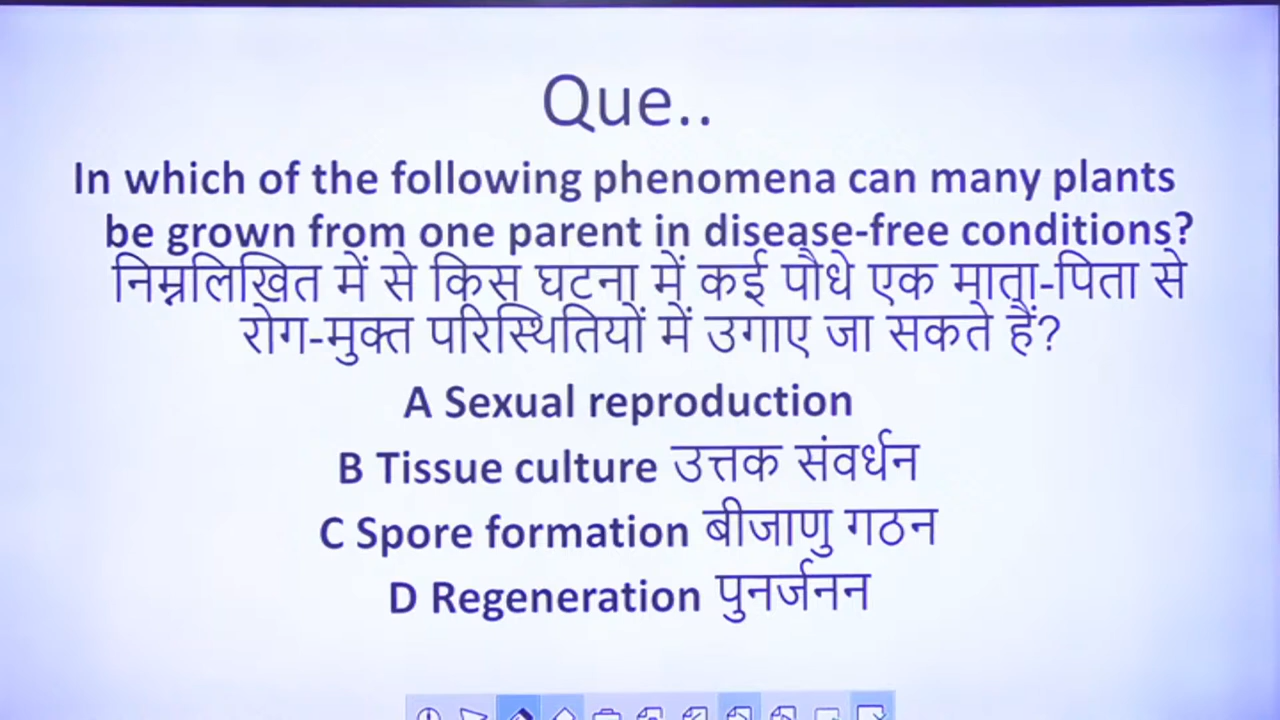 Que..
In which of the following phenomena can many plants
be grown from one parent in disease-free conditions?
निम्नलिखित में से किस घटना में कई पौधे एक माता-पिता से
रोग-मुक्त परिस्थितियों में उगाए जा सकते हैं?
A Sexual reproduction
B Tissue culture उत्तक संवर्धन
C Spore formation बीजाणु गठन
D Regeneration पुनर्जनन